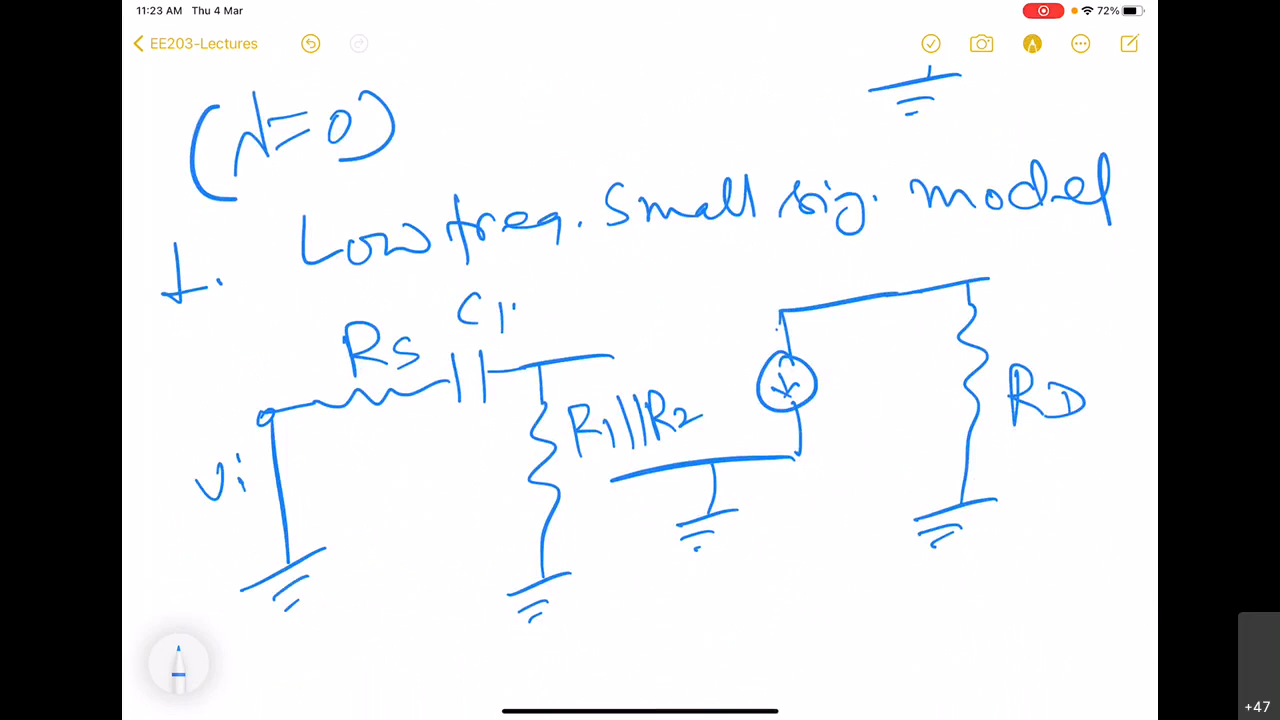 11:23 AM Thu 4 Mar
72%
EE203-Lectures
(λ=0)
1. Low freq. small sig. model
RS
C1
R1||R2
RD
vi
+47